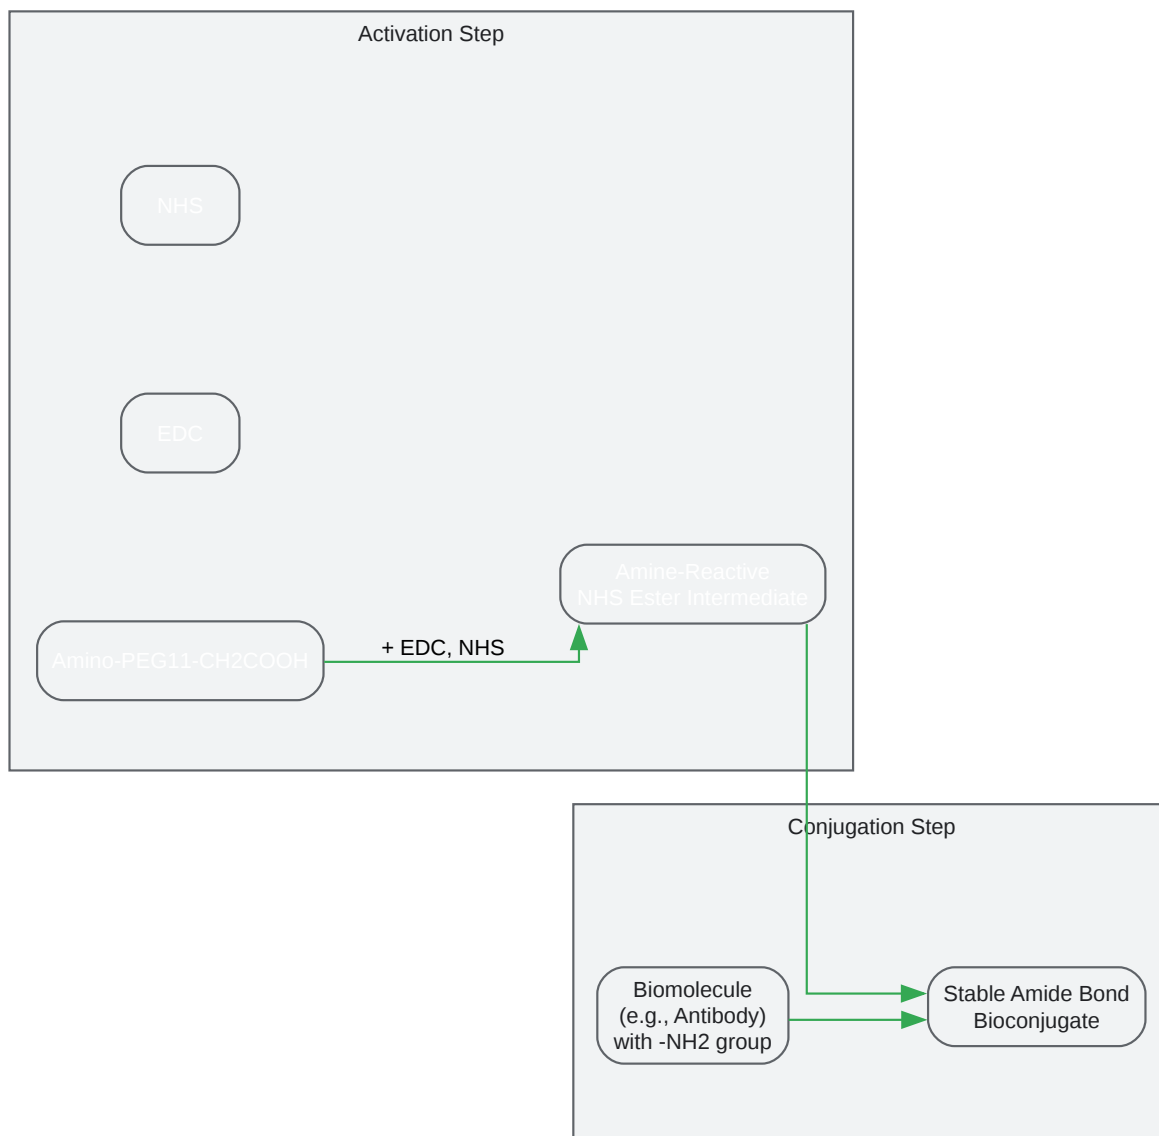 Activation Step
NHS
EDC
Amine-Reactive
NHS Ester Intermediate
Amino-PEG11-CH2COOH
+ EDC, NHS
Conjugation Step
Biomolecule
(e.g., Antibody)
with -NH2 group
Stable Amide Bond
Bioconjugate